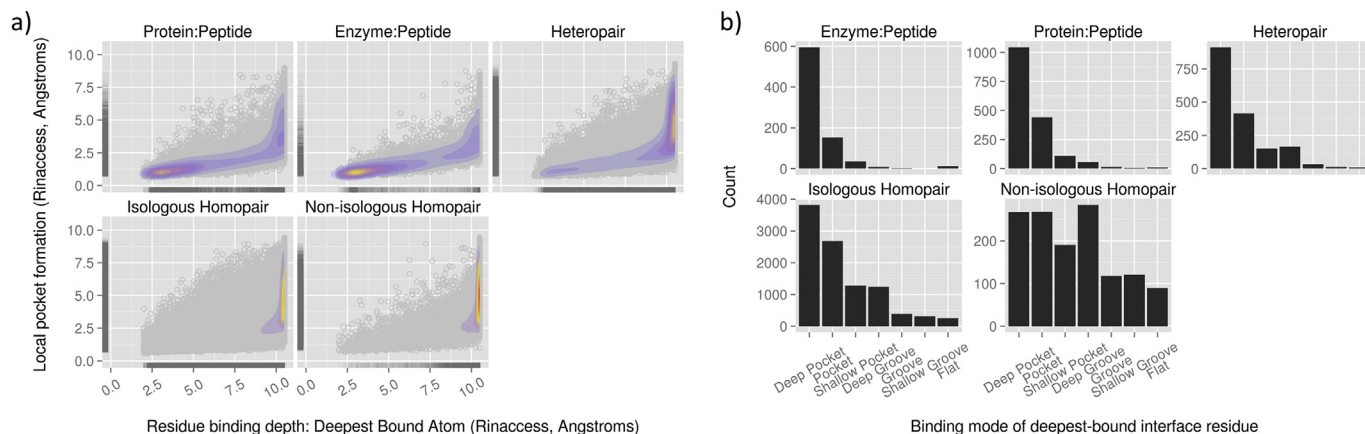 a)
Protein:Peptide
Enzyme:Peptide
Heteropair
10.0
7.5
5.0
2.5
0.0
Isologous Homopair
Non-isologous Homopair
10.0
7.5
5.0
2.5
0.0
0.0
2.5
5.0
7.5
10.0
0.0
2.5
5.0
7.5
10.0
Local pocket formation (Rinaccess, Angstroms)
Residue binding depth: Deepest Bound Atom (Rinaccess, Angstroms)
b)
Enzyme:Peptide
Protein:Peptide
Heteropair
600
400
200
0
1000
750
500
250
0
750
500
250
0
Isologous Homopair
Non-isologous Homopair
4000
3000
2000
1000
0
200
100
0
Deep Pocket
Pocket
Shallow Pocket
Deep Groove
Groove
Shallow Groove
Flat
Deep Pocket
Pocket
Shallow Pocket
Deep Groove
Groove
Shallow Groove
Flat
Count
Binding mode of deepest-bound interface residue